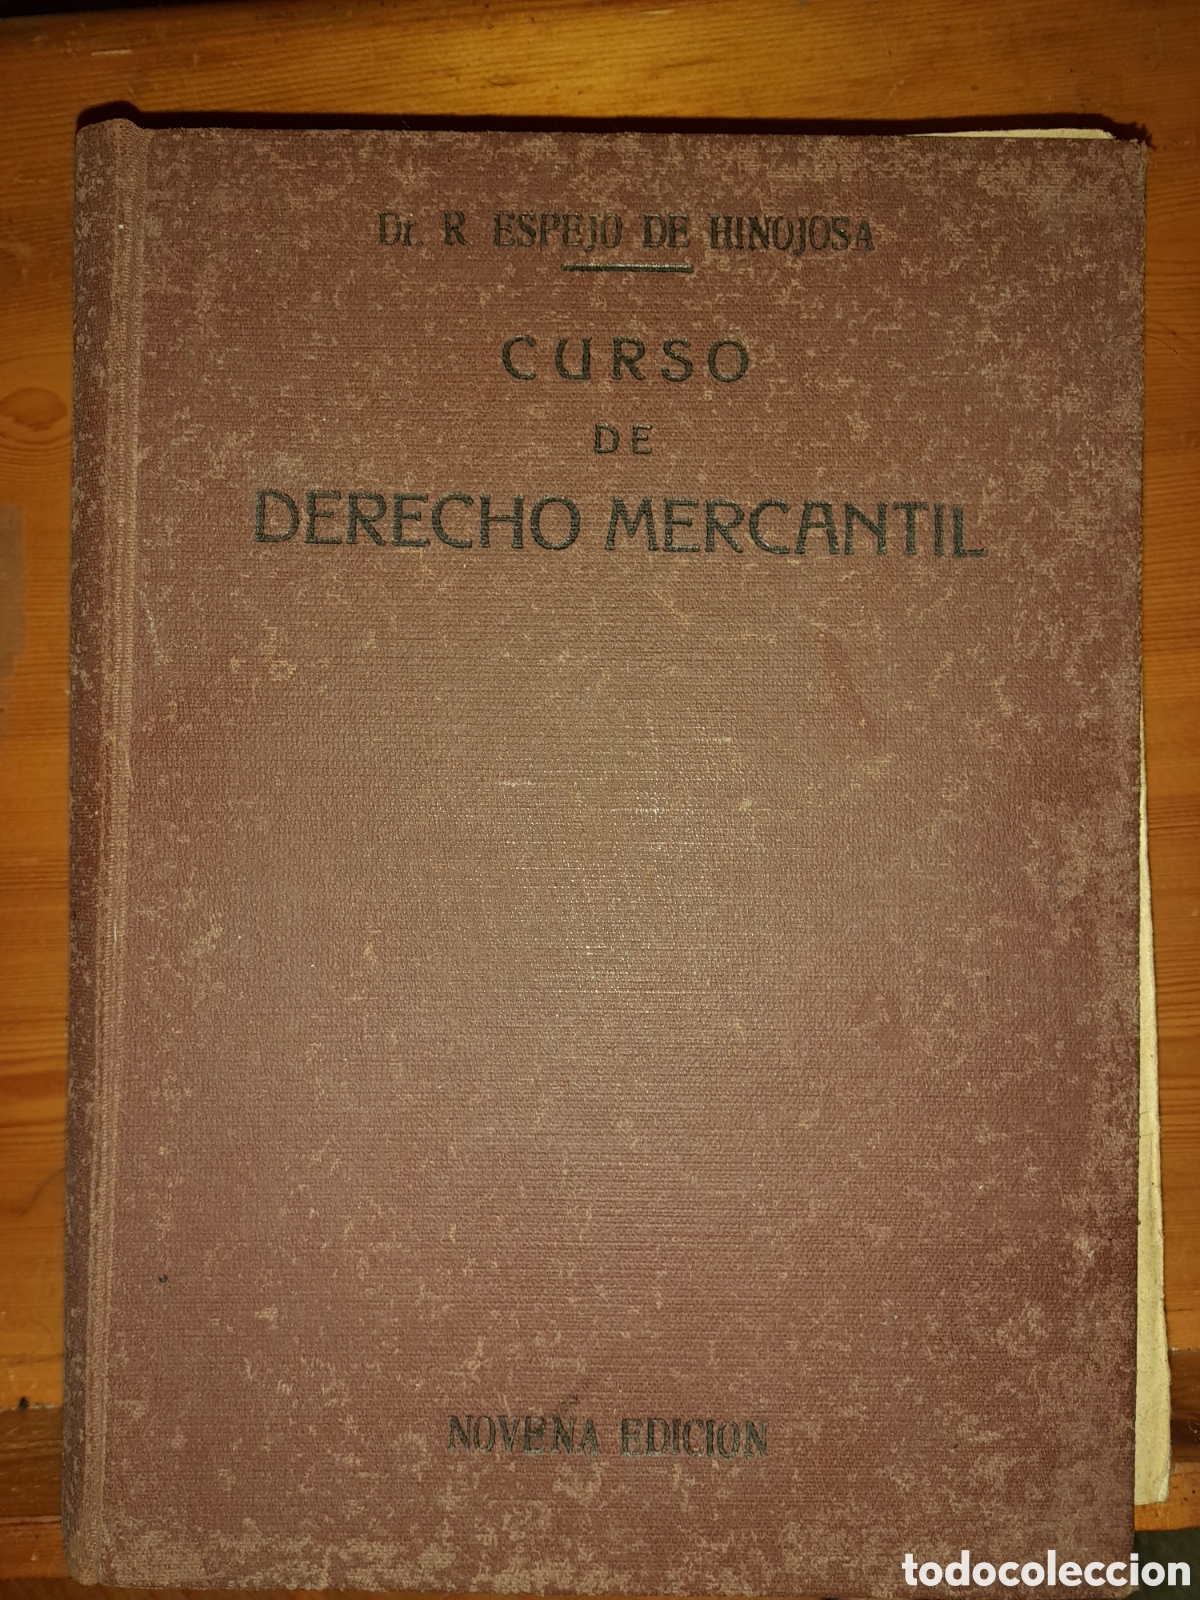 Dr. R ESPEJO DE HINOJOSA
CURSO
DE
DERECHO MERCANTIL
NOVENA EDICION
todocoleccion